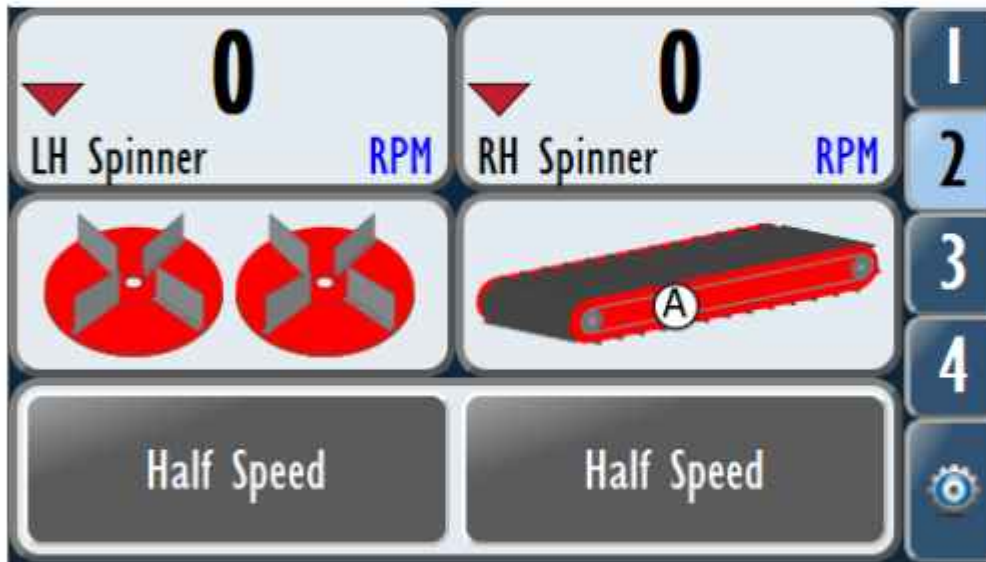 0
LH Spinner RPM
0
RH Spinner RPM
A
Half Speed
Half Speed
1
2
3
4